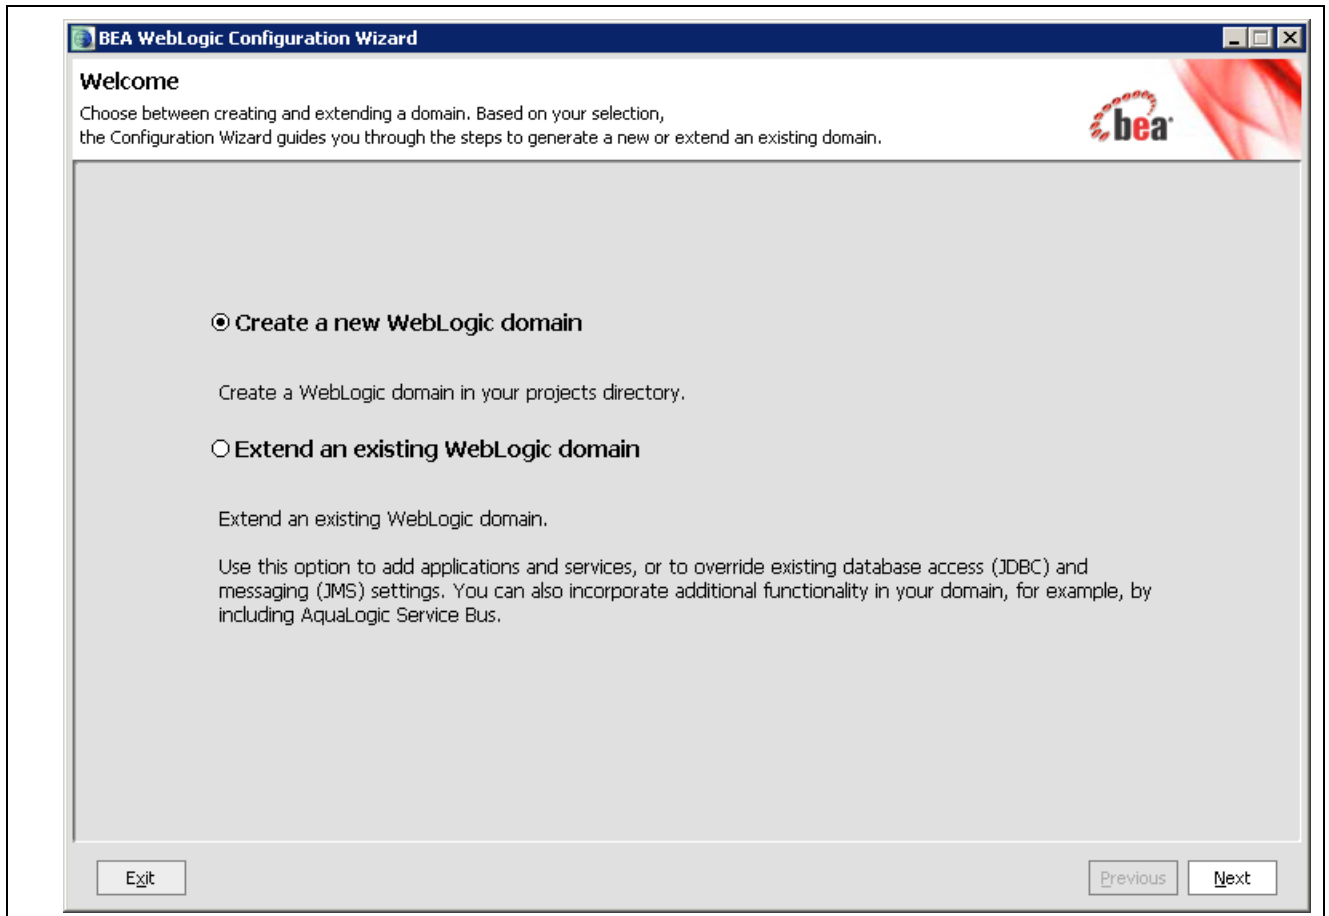 BEA WebLogic Configuration Wizard
Welcome
Choose between creating and extending a domain. Based on your selection,
the Configuration Wizard guides you through the steps to generate a new or extend an existing domain.
bea
Create a new WebLogic domain
Create a WebLogic domain in your projects directory.
Extend an existing WebLogic domain
Extend an existing WebLogic domain.
Use this option to add applications and services, or to override existing database access (JDBC) and
messaging (JMS) settings. You can also incorporate additional functionality in your domain, for example, by
including AquaLogic Service Bus.
Exit
Previous
Next